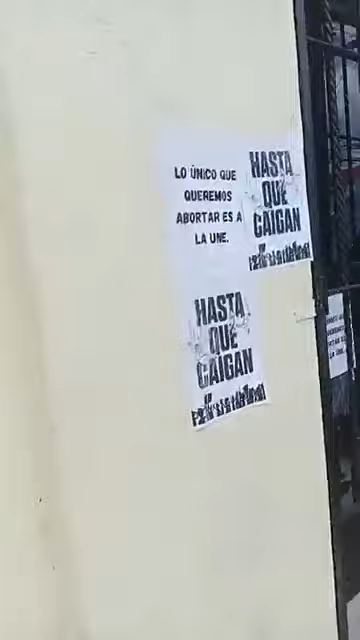 LO ÚNICO QUE
QUEREMOS
ABORTAR ES A
LA UNE.
HASTA
QUE
CAIGAN
HASTA
QUE
CAIGAN